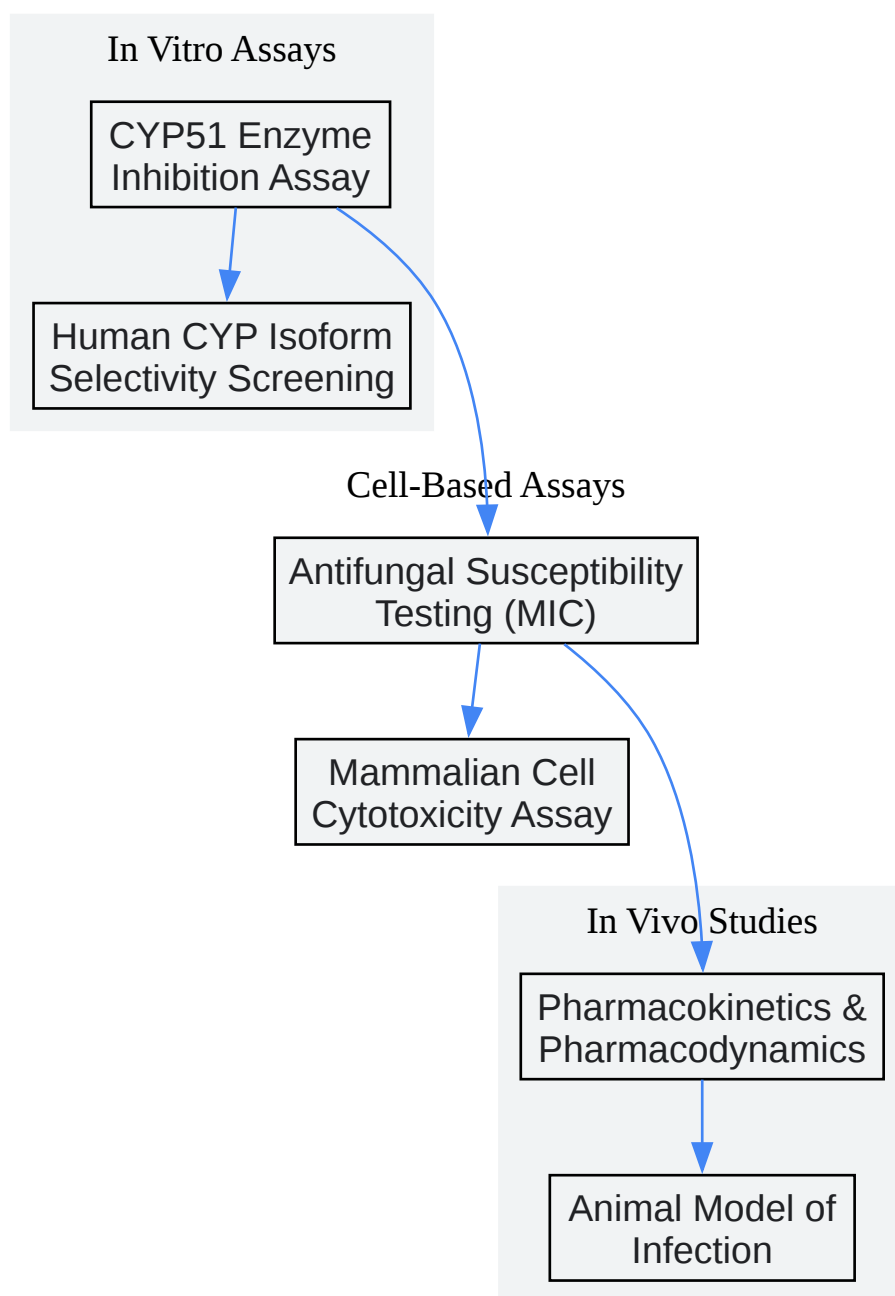 In Vitro Assays
CYP51 Enzyme
Inhibition Assay
Human CYP Isoform
Selectivity Screening
Cell-Based Assays
Antifungal Susceptibility
Testing (MIC)
Mammalian Cell
Cytotoxicity Assay
In Vivo Studies
Pharmacokinetics &
Pharmacodynamics
Animal Model of
Infection